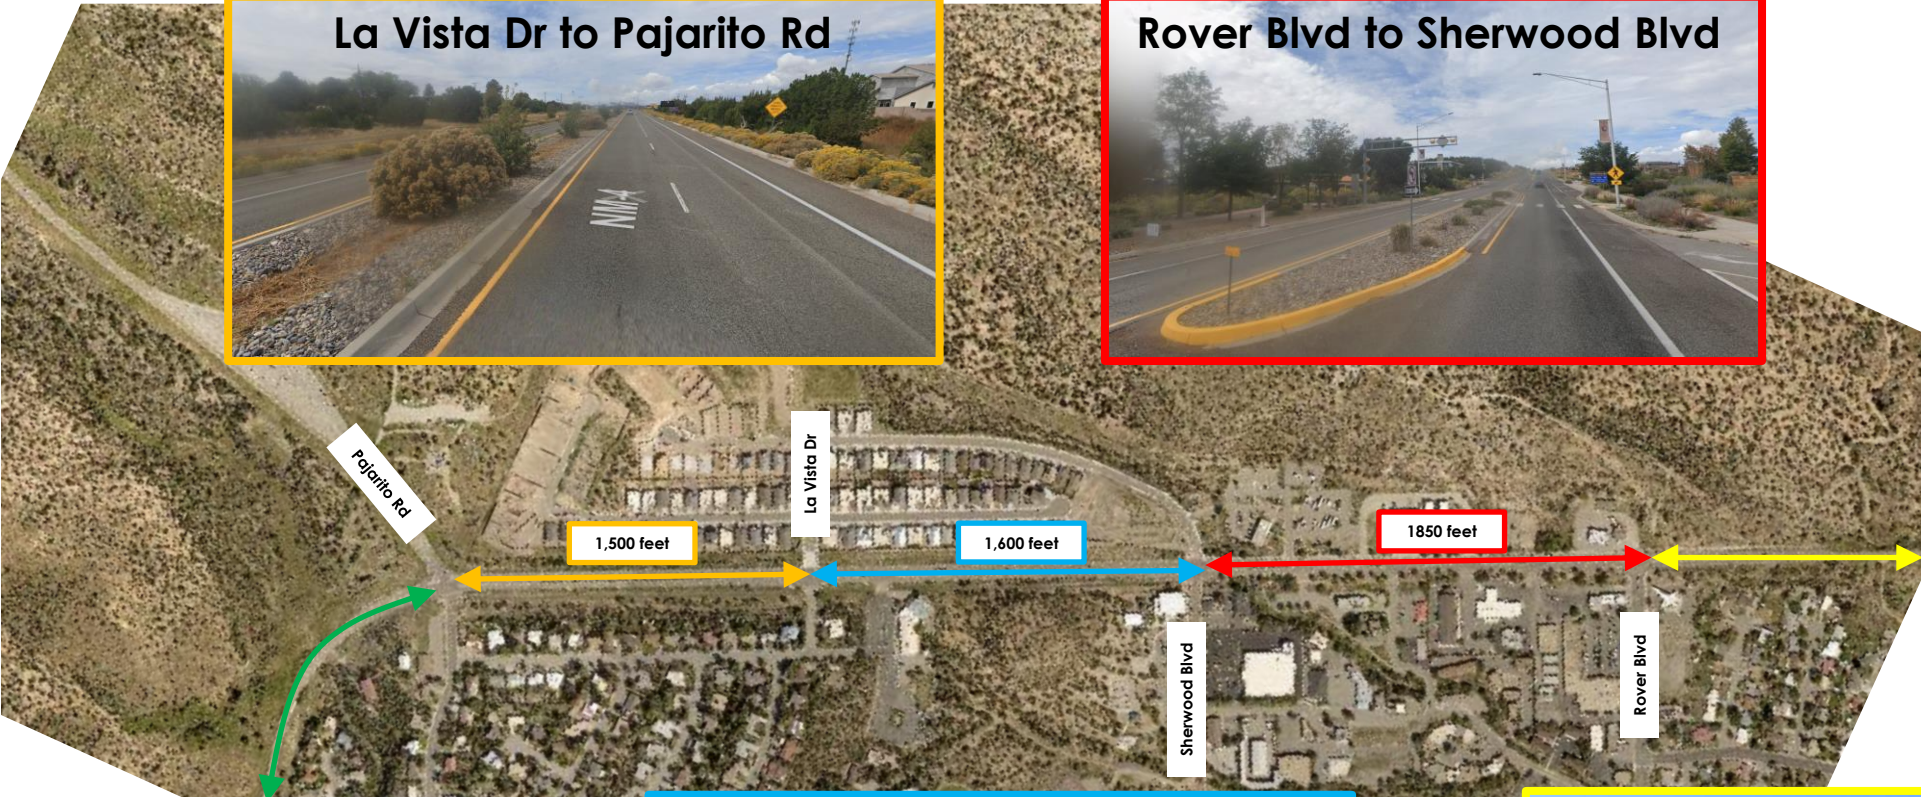 La Vista Dr to Pajarito Rd
Rover Blvd to Sherwood Blvd
NM 4
Pajarito Rd
La Vista Dr
1,500 feet
1,600 feet
1850 feet
Sherwood Blvd
Rover Blvd